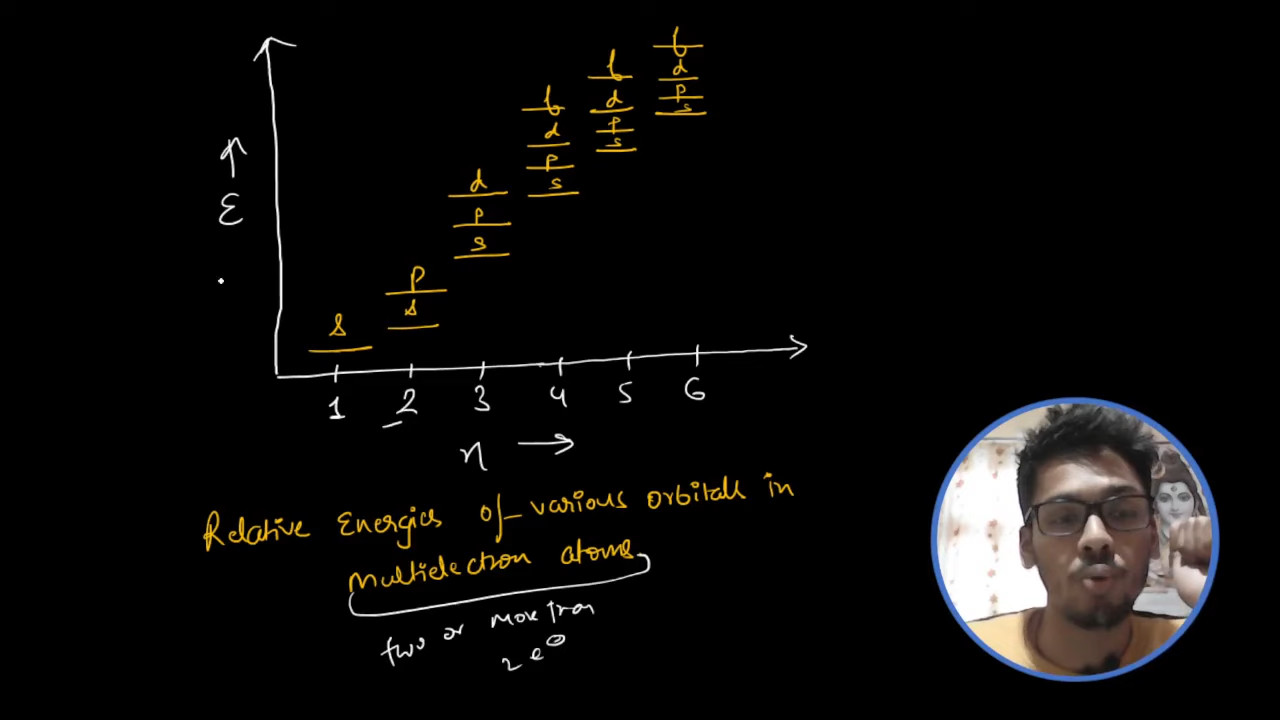 f
f
d
f
d
p
d
p
s
d
p
s
p
s
↑
s
ε
p
s
s
1 2 3 4 5 6
n →
Relative Energies of various orbitals in
multielectron atoms
two or more than
2 e⊖